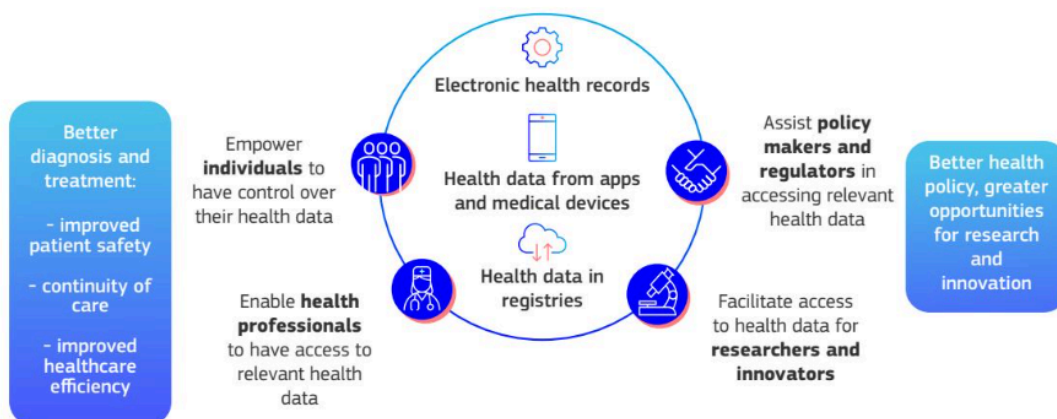 Better
diagnosis and
treatment:
- improved
patient safety
- continuity of
care
- improved
healthcare
efficiency
Empower
individuals to
have control over
their health data
Enable health
professionals
to have access to
relevant health
data
Electronic health records
Health data from apps
and medical devices
Health data in
registries
Assist policy
makers and
regulators in
accessing relevant
health data
Facilitate access
to health data for
researchers and
innovators
Better health
policy, greater
opportunities
for research
and
innovation